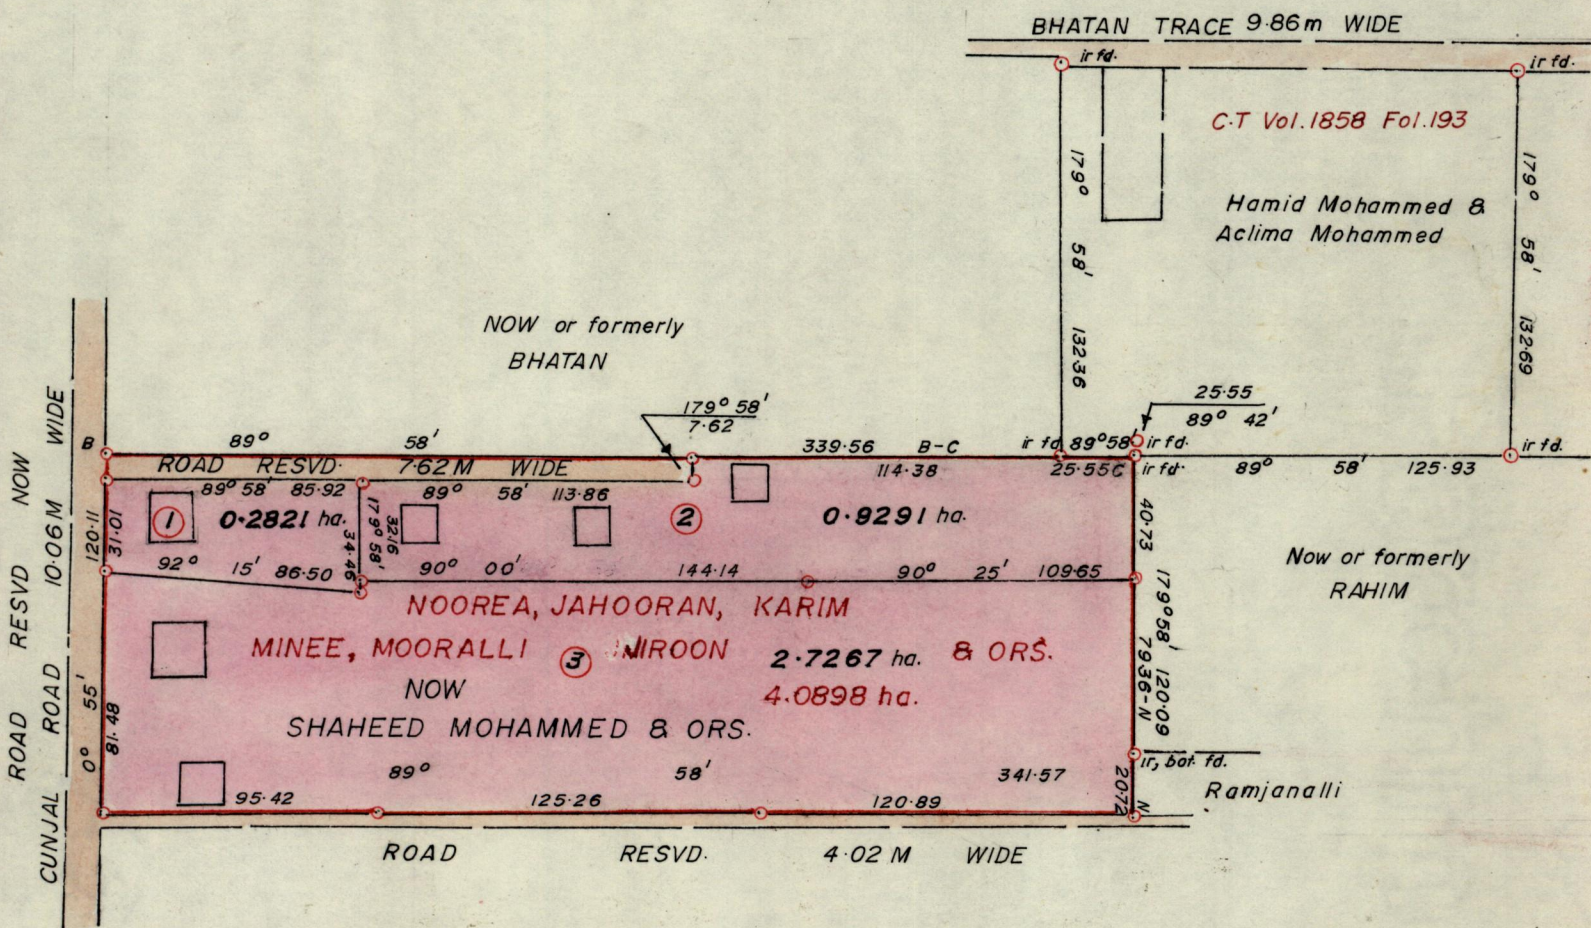 BHATAN TRACE 9.86m WIDE
ir fd.
ir fd.
C.T Vol.1858 Fol.193
179° 58' 132.36
179° 58' 132.69
Hamid Mohammed &
Aclima Mohammed
NOW or formerly
BHATAN
179° 58'
7.62
25.55
89° 42'
B
89° 58'
339.56 B-C
ir fd. 89°58'
ir fd.
ir fd.
ROAD RESVD. 7.62M WIDE
114.38
25.55
C
ir fd.
89° 58' 125.93
89° 58' 85.92
89° 58' 113.86
1
0.2821 ha.
2
0.8291 ha.
120.11
31.01
32.16
179° 58'
34.46
40.73
92° 15' 86.50
90° 00' 144.14
90° 25' 109.65
Now or formerly
RAHIM
NOOREA, JAHOORAN, KARIM
MINEE, MOORALLI
3
2.7267 ha.
& ORS.
NOW
4.0898 ha.
SHAHEED MOHAMMED & ORS.
179° 58' 120.09
79.36-N
0° 55'
81.48
89° 58' 341.57
ir, bot. fd.
Ramjanalli
20.72
N
95.42
125.26
120.89
ROAD RESVD. 4.02 M WIDE
ROAD RESVD NOW
CUNJAL ROAD 10.06M WIDE